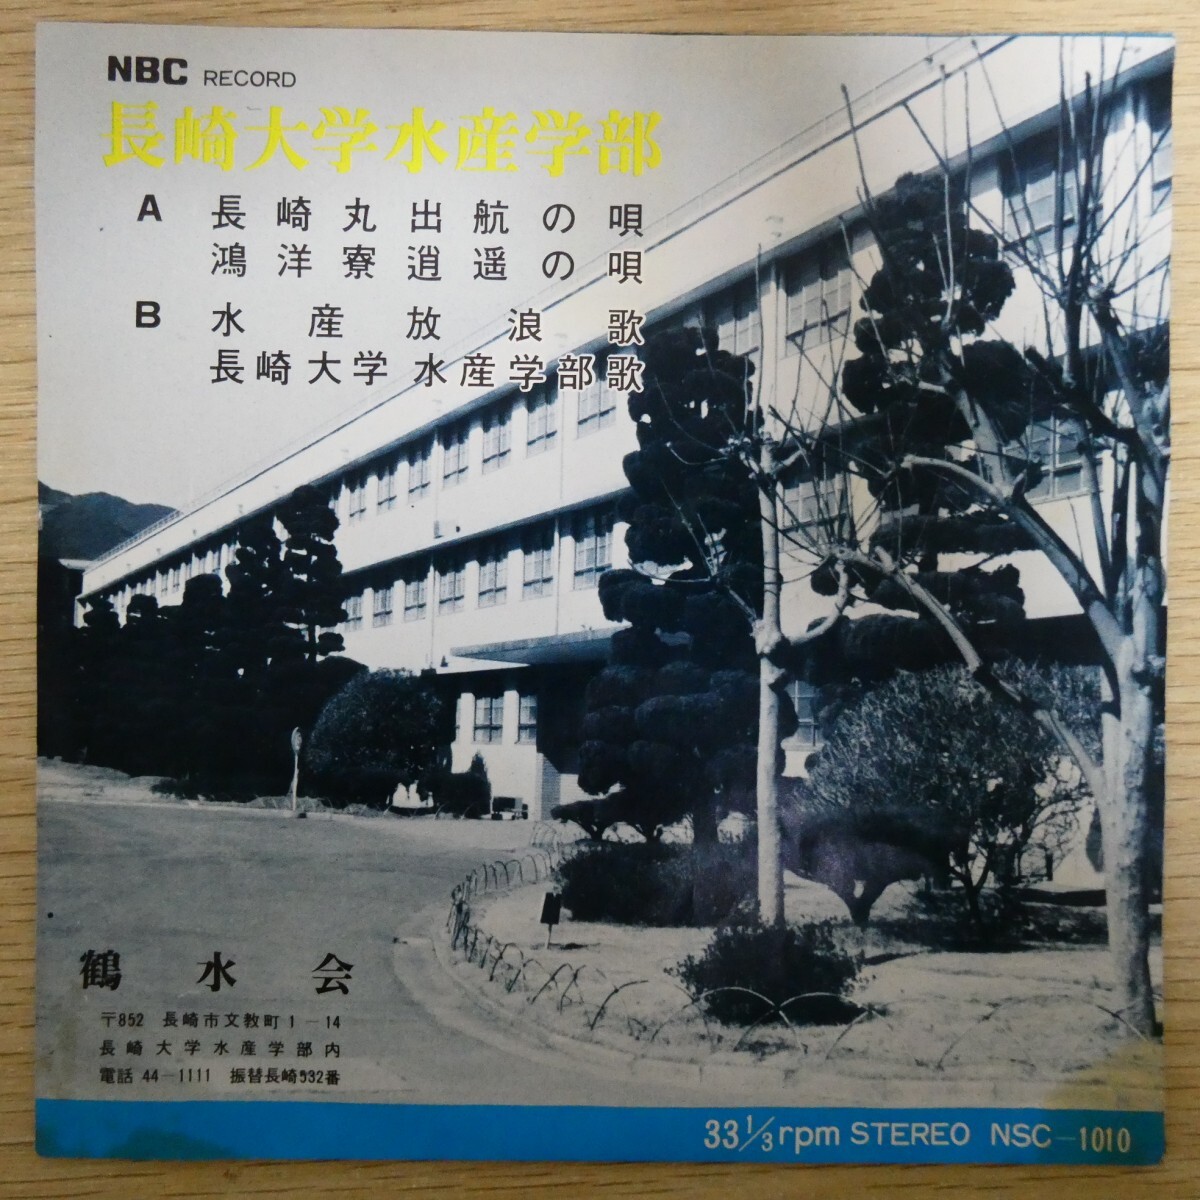 NBC RECORD
長崎大学水産学部
A 長崎丸出航の唄
鴻洋寮逍遥の唄
B 水産放浪歌
長崎大学 水産学部歌
鶴水会
〒852 長崎市文教町1-14
長崎大学水産学部内
電話 44-1111 振替長崎532番
33⅓rpm STEREO NSC-1010